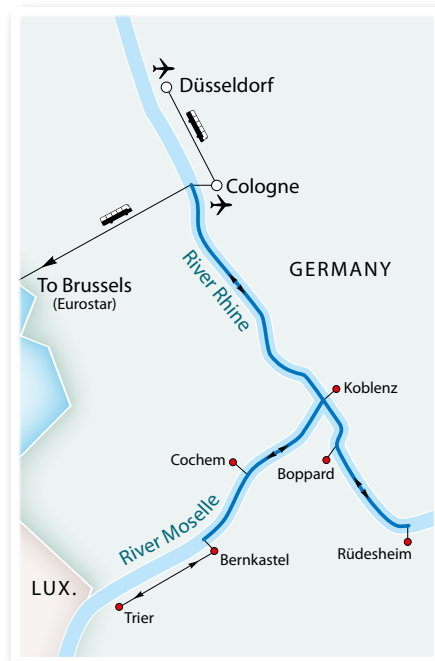 Düsseldorf
Cologne
To Brussels
(Eurostar)
River Rhine
GERMANY
Koblenz
Cochem
Boppard
River Moselle
Rüdesheim
Bernkastel
LUX.
Trier